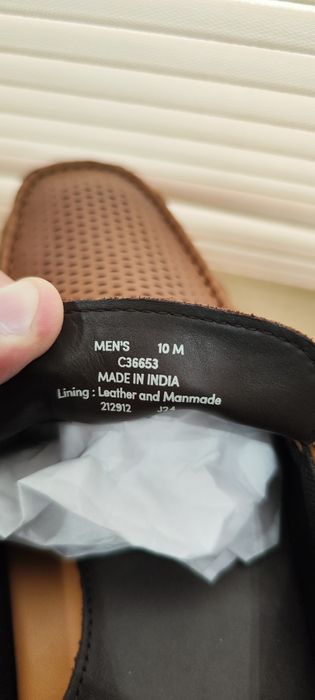 MEN'S 10 M
C36653
MADE IN INDIA
Lining : Leather and Manmade
212912